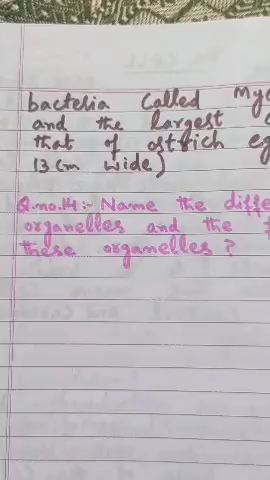 bacteria Called
and the largest
that of ostrich
13 cm wide)
Q.no.14:- Name the
organelles and the
these organelles ?